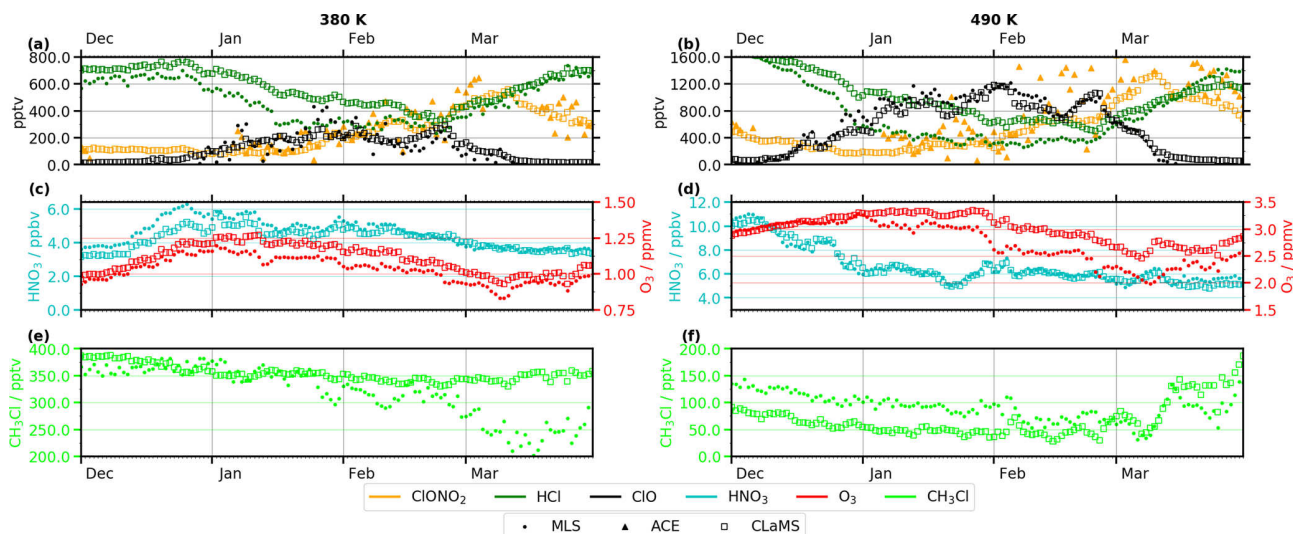 380 K
490 K
Dec Jan Feb Mar
Dec Jan Feb Mar
(a)
(b)
800.0
600.0
400.0
200.0
0.0
pptv
1600.0
1200.0
800.0
400.0
0.0
pptv
(c)
(d)
6.0
4.0
2.0
0.0
HNO₃ / ppbv
1.50
1.25
1.00
0.75
O₃ / ppmv
12.0
10.0
8.0
6.0
4.0
HNO₃ / ppbv
3.5
3.0
2.5
2.0
1.5
O₃ / ppmv
(e)
(f)
400.0
350.0
300.0
250.0
200.0
CH₃Cl / pptv
200.0
150.0
100.0
50.0
0.0
CH₃Cl / pptv
Dec Jan Feb Mar
Dec Jan Feb Mar
ClONO₂ HCl ClO HNO₃ O₃ CH₃Cl
MLS ACE CLaMS